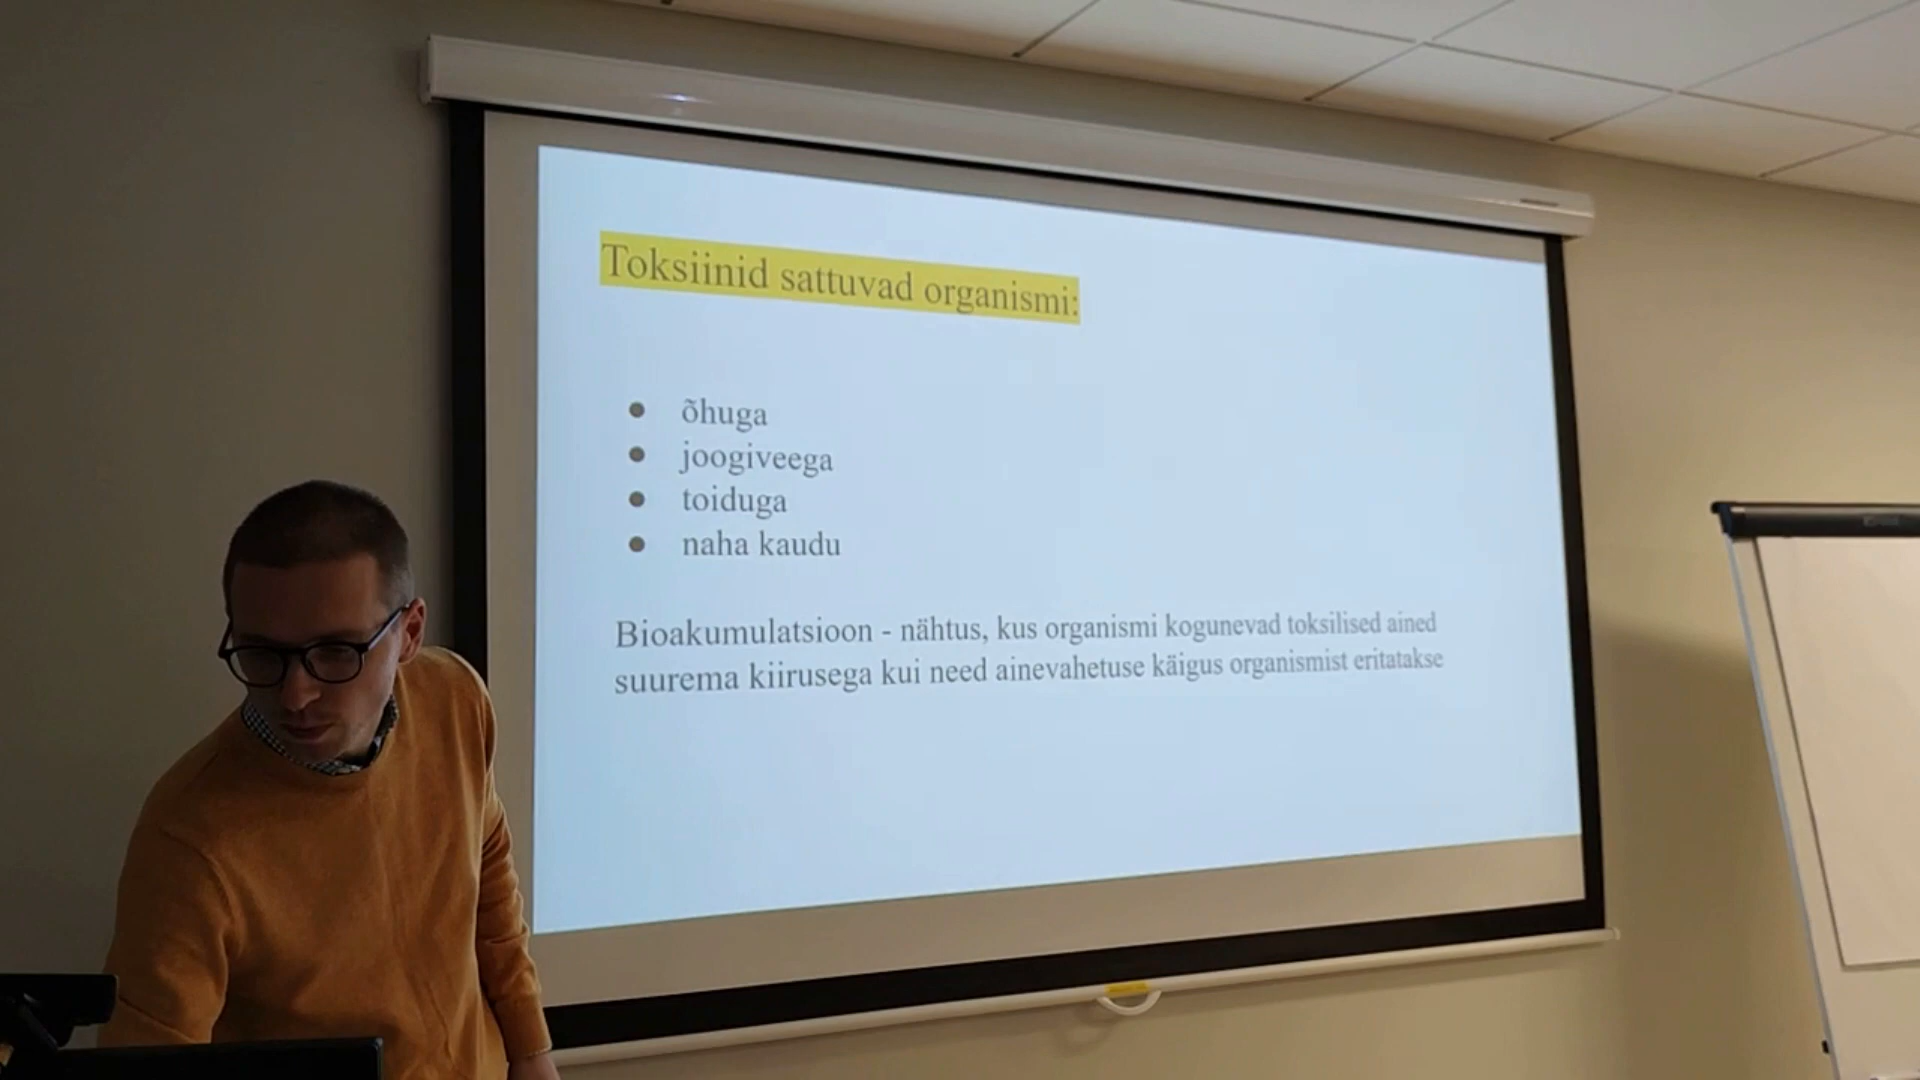 Toksiinid sattuvad organismi:
õhuga
joogiveega
toiduga
naha kaudu
Bioakumulatsioon - nähtus, kus organismi kogunevad toksilised ained
suurema kiirusega kui need ainevahetuse käigus organismist eritatakse